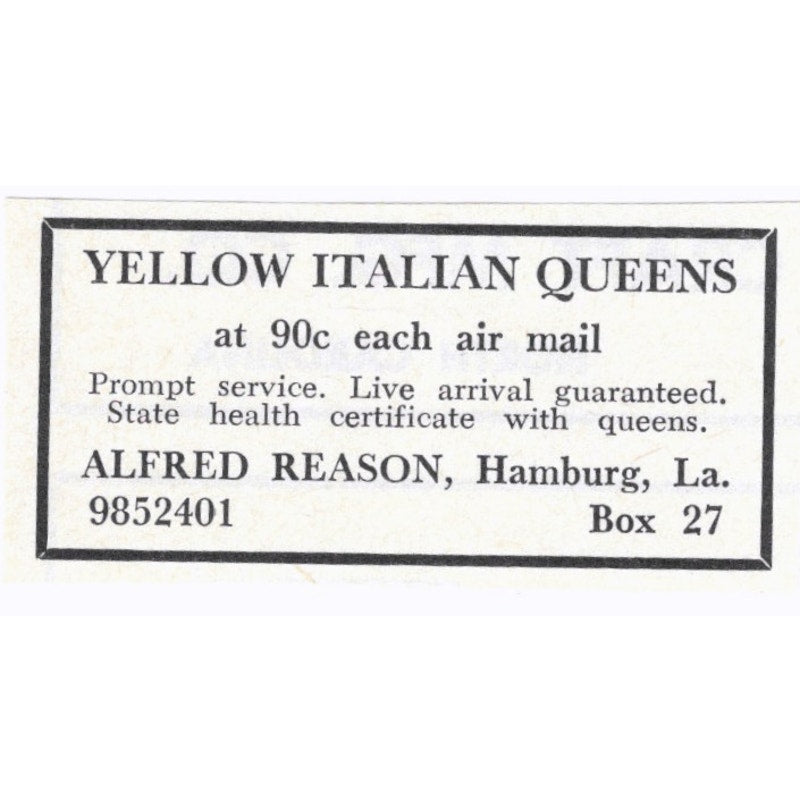 YELLOW ITALIAN QUEENS
at 90c each air mail
Prompt service. Live arrival guaranteed.
State health certificate with queens.
ALFRED REASON, Hamburg, La.
9852401 Box 27